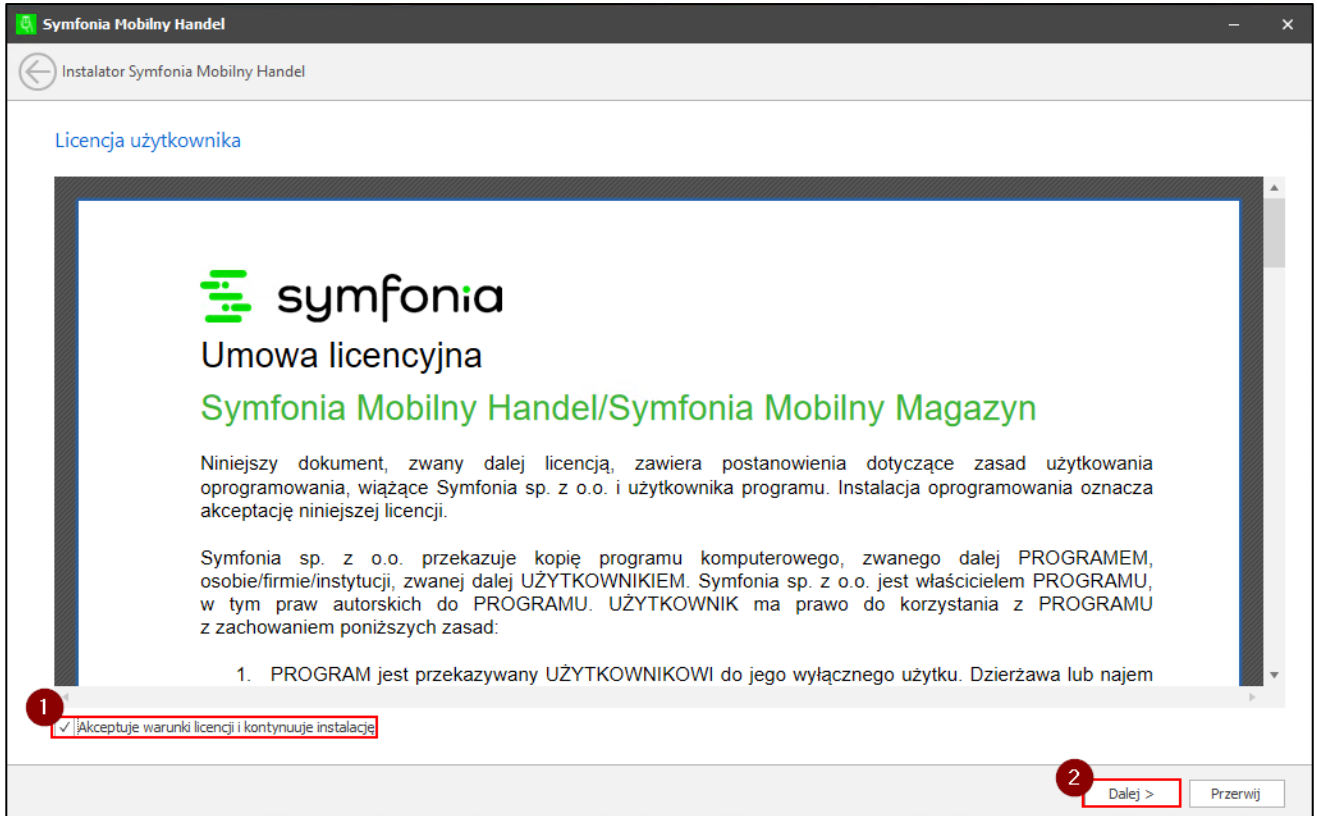 Symfonia Mobilny Handel
Instalator Symfonia Mobilny Handel
Licencja użytkownika
symfonia
Umowa licencyjna
Symfonia Mobilny Handel/Symfonia Mobilny Magazyn
Niniejszy dokument, zwany dalej licencją, zawiera postanowienia dotyczące zasad użytkowania
oprogramowania, wiążące Symfonia sp. z o.o. i użytkownika programu. Instalacja oprogramowania oznacza
akceptację niniejszej licencji.
Symfonia sp. z o.o. przekazuje kopię programu komputerowego, zwanego dalej PROGRAMEM,
osobie/firmie/instytucji, zwanej dalej UŻYTKOWNIKIEM. Symfonia sp. z o.o. jest właścicielem PROGRAMU,
w tym praw autorskich do PROGRAMU. UŻYTKOWNIK ma prawo do korzystania z PROGRAMU
z zachowaniem poniższych zasad:
1. PROGRAM jest przekazywany UŻYTKOWNIKOWI do jego wyłącznego użytku. Dzierżawa lub najem
1
Akceptuje warunki licencji i kontynuuje instalację
2
Dalej >
Przerwij